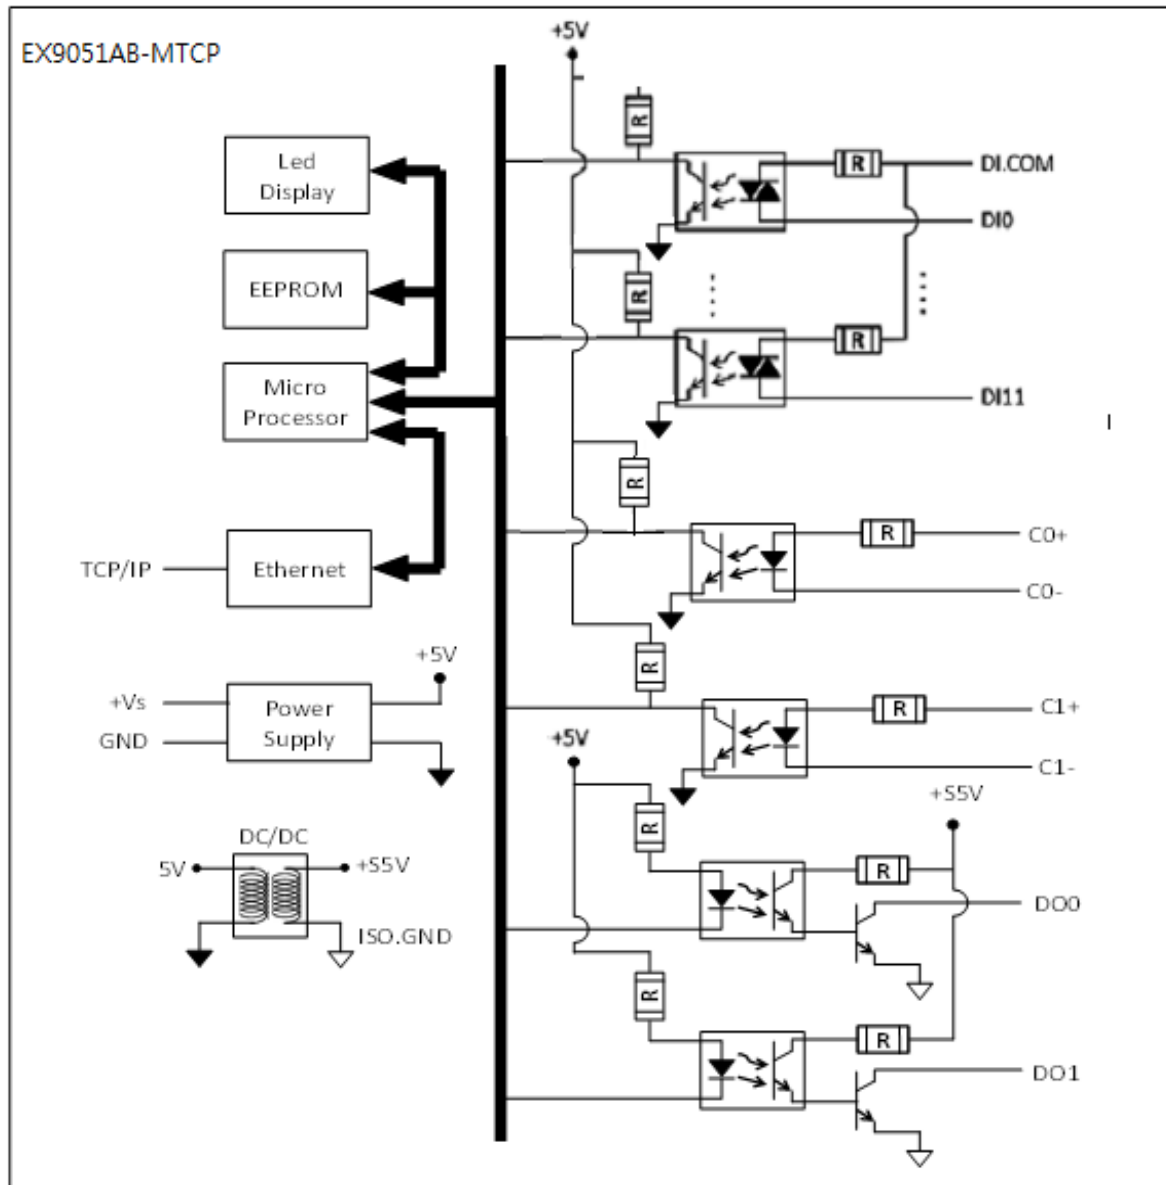 EX9051AB-MTCP
+5V
R
Led
Display
R
DI.COM
DI0
EEPROM
R
R
DI11
Micro
Processor
R
R
C0+
TCP/IP
Ethernet
C0-
+5V
R
+Vs
Power
Supply
GND
R
C1+
+5V
C1-
+S5V
R
DC/DC
5V
+S5V
R
DO0
ISO.GND
R
R
DO1